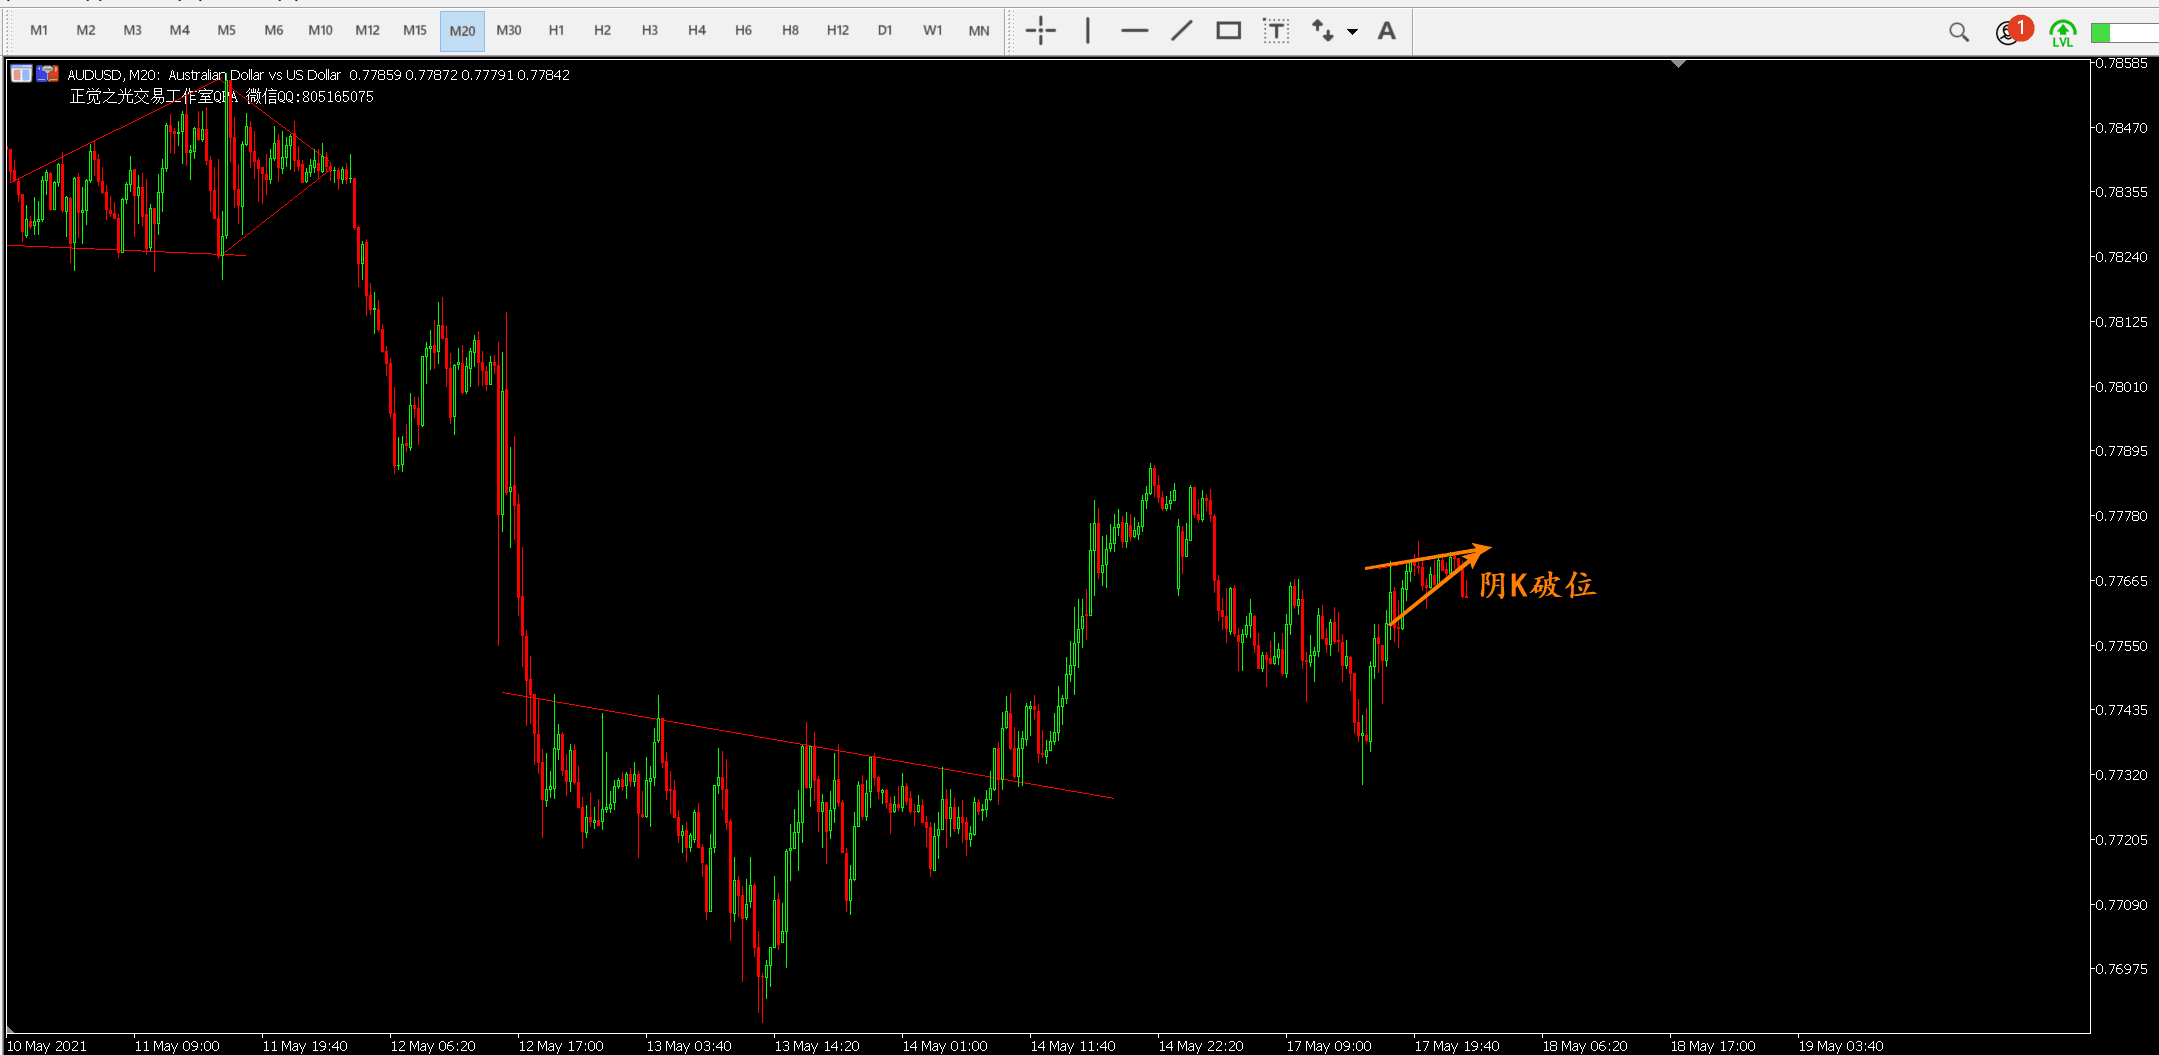 M1 M2 M3 M4 M5 M6 M10 M12 M15 M20 M30 H1 H2 H3 H4 H6 H8 H12 D1 W1 MN T A 1
LVL
AUDUSD, M20: Australian Dollar vs US Dollar 0.77859 0.77872 0.77791 0.77842
正觉之光交易工作室QPA 微信QQ:805165075
0.78585
0.78470
0.78355
0.78240
0.78125
0.78010
0.77895
0.77780
0.77665
0.77550
0.77435
0.77320
0.77205
0.77090
0.76975
阴K破位
10 May 2021 11 May 09:00 11 May 19:40 12 May 06:20 12 May 17:00 13 May 03:40 13 May 14:20 14 May 01:00 14 May 11:40 14 May 22:20 17 May 09:00 17 May 19:40 18 May 06:20 18 May 17:00 19 May 03:40